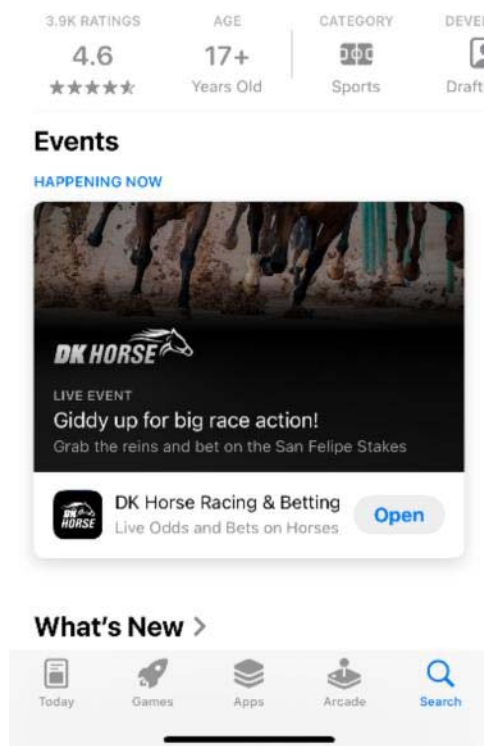 3.9K RATINGS
AGE
CATEGORY
4.6
17+
Years Old
Sports
Events
HAPPENING NOW
DK HORSE
LIVE EVENT
Giddy up for big race action!
Grab the reins and bet on the San Felipe Stakes
DK HORSE
DK Horse Racing & Betting
Live Odds and Bets on Horses
Open
What's New >
Today
Games
Apps
Arcade
Search